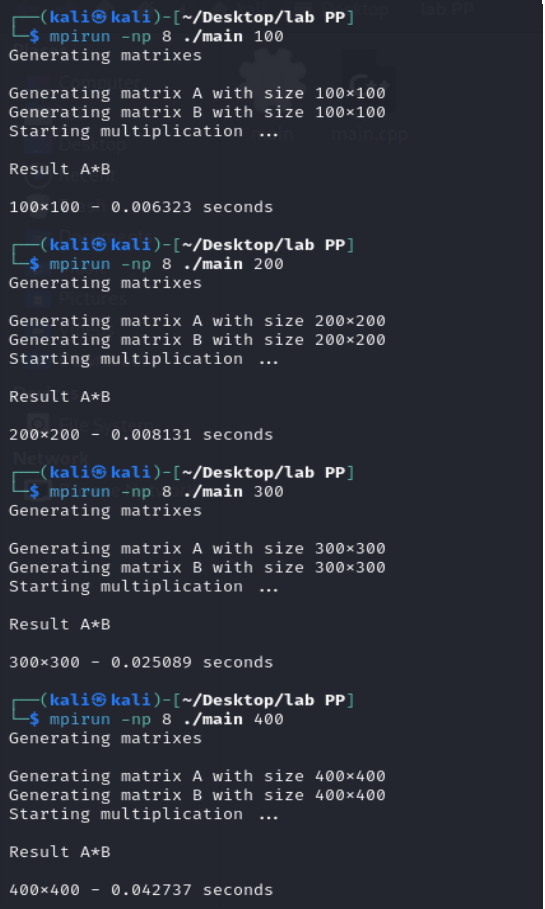 ┌──(kali㉿kali)-[~/Desktop/lab PP]
└─$ mpirun -np 8 ./main 100
Generating matrixes
Generating matrix A with size 100×100
Generating matrix B with size 100×100
Starting multiplication ...
Result A*B
100×100 - 0.006323 seconds
┌──(kali㉿kali)-[~/Desktop/lab PP]
└─$ mpirun -np 8 ./main 200
Generating matrixes
Generating matrix A with size 200×200
Generating matrix B with size 200×200
Starting multiplication ...
Result A*B
200×200 - 0.008131 seconds
┌──(kali㉿kali)-[~/Desktop/lab PP]
└─$ mpirun -np 8 ./main 300
Generating matrixes
Generating matrix A with size 300×300
Generating matrix B with size 300×300
Starting multiplication ...
Result A*B
300×300 - 0.025089 seconds
┌──(kali㉿kali)-[~/Desktop/lab PP]
└─$ mpirun -np 8 ./main 400
Generating matrixes
Generating matrix A with size 400×400
Generating matrix B with size 400×400
Starting multiplication ...
Result A*B
400×400 - 0.042737 seconds